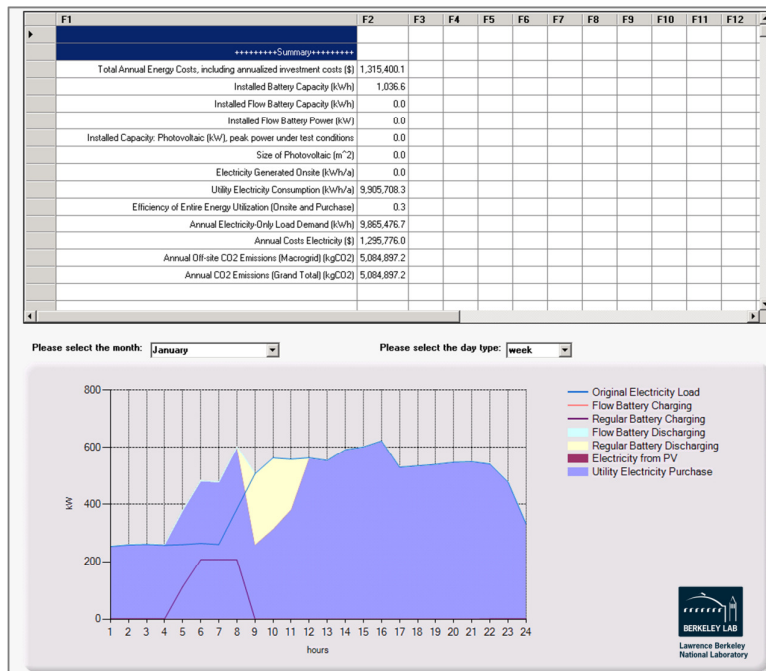 F1 F2 F3 F4 F5 F6 F7 F8 F9 F10 F11 F12
+++++++++Summary+++++++++
Total Annual Energy Costs, including annualized investment costs ($) 1,315,400.1
Installed Battery Capacity (kWh) 1,036.6
Installed Flow Battery Capacity (kWh) 0.0
Installed Flow Battery Power (kW) 0.0
Installed Capacity: Photovoltaic (kW), peak power under test conditions 0.0
Size of Photovoltaic (m^2) 0.0
Electricity Generated Onsite (kWh/a) 0.0
Utility Electricity Consumption (kWh/a) 9,905,708.3
Efficiency of Entire Energy Utilization (Onsite and Purchase) 0.3
Annual Electricity-Only Load Demand (kWh) 9,865,476.7
Annual Costs Electricity ($) 1,295,776.0
Annual Off-site CO2 Emissions (Macrogrid) (kgCO2) 5,084,897.2
Annual CO2 Emissions (Grand Total) (kgCO2) 5,084,897.2
Please select the month: January Please select the day type: week
800
600
400
200
0
kW
1 2 3 4 5 6 7 8 9 10 11 12 13 14 15 16 17 18 19 20 21 22 23 24
hours
Original Electricity Load
Flow Battery Charging
Regular Battery Charging
Flow Battery Discharging
Regular Battery Discharging
Electricity from PV
Utility Electricity Purchase
BERKELEY LAB
Lawrence Berkeley
National Laboratory